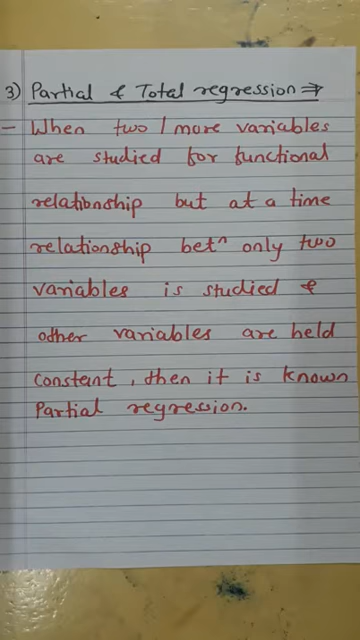 3) Partial & Total regression ⇒
- When two / more variables
are studied for functional
relationship but at a time
relationship betⁿ only two
variables is studied &
other variables are held
constant, then it is known
Partial regression.